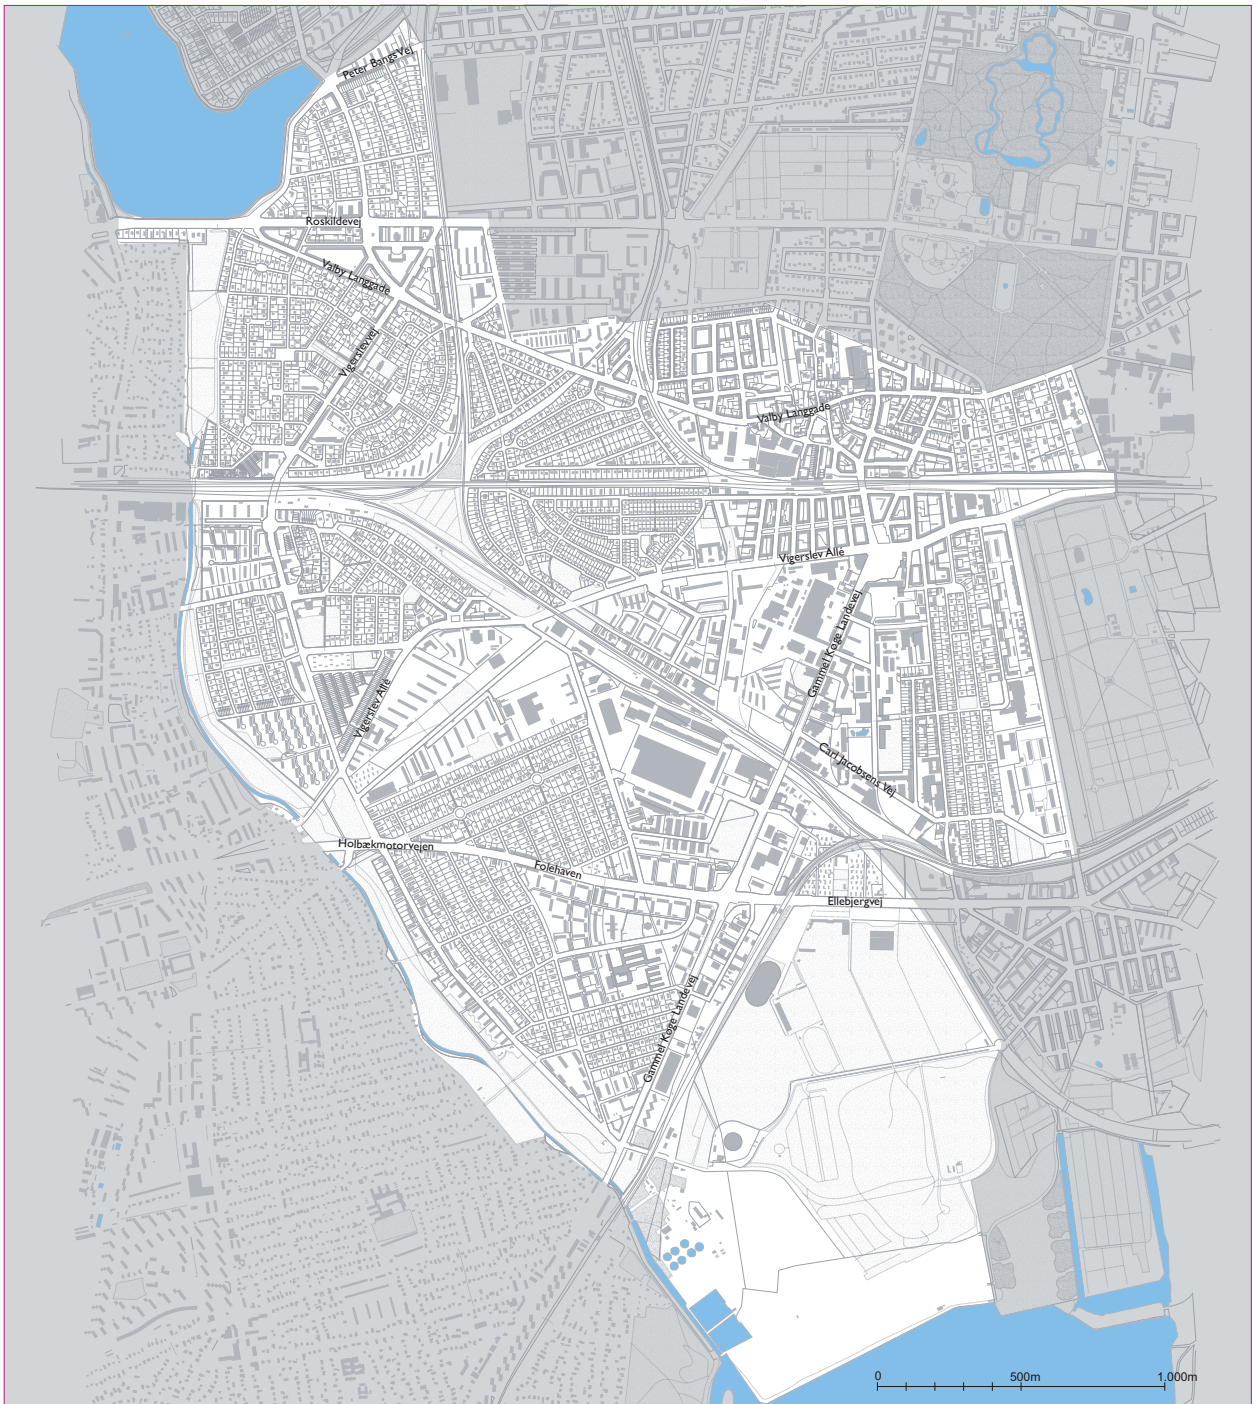 Peter Bangs Vej
Roskildevej
Valby Langgade
Vigerslevvej
Valby Langgade
Vigerslev Allé
Gammel Køge Landevej
Vigerslev Allé
Carl Jacobsens Vej
Holbækmotorvejen
Folehaven
Ellebjergvej
Gammel Køge Landevej
0 500m 1.000m